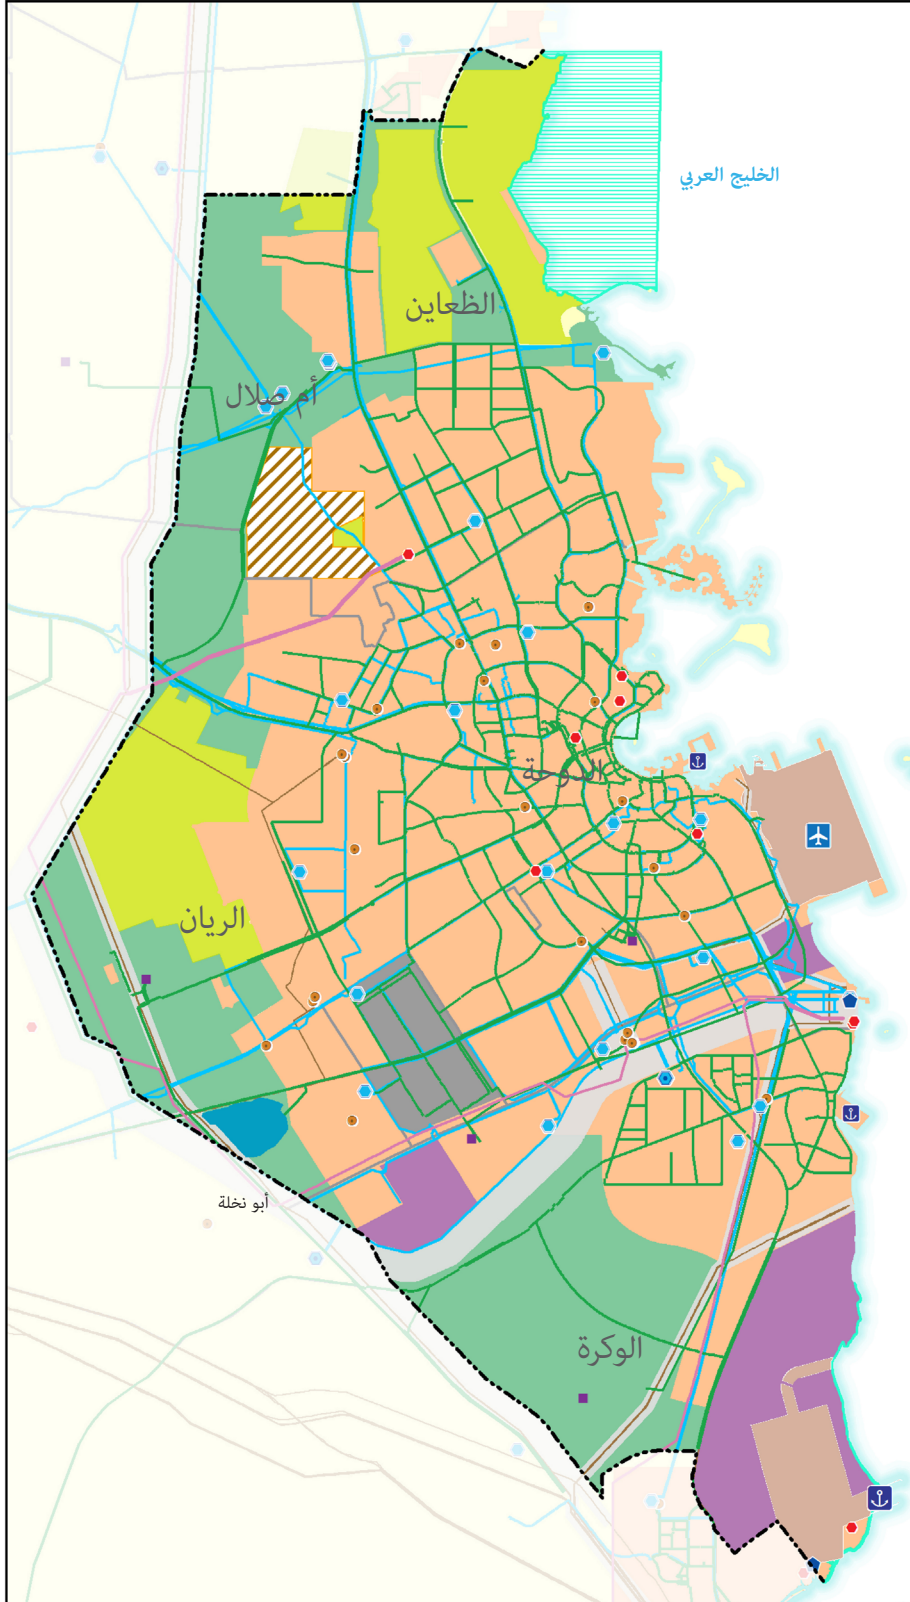 الخليج العربي
الظعاين
أم صلال
الدوحة
الريان
أبو نخلة
الوكرة